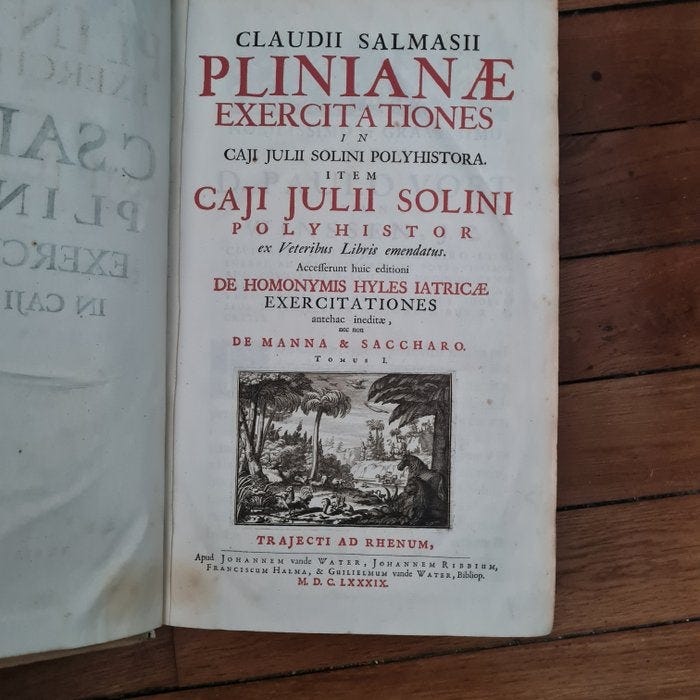 CLAUDII SALMASII
PLINIANÆ
EXERCITATIONES
IN
CAJI JULII SOLINI POLYHISTORA.
ITEM
CAJI JULII SOLINI
POLYHISTOR
ex Veteribus Libris emendatus.
Accesserunt huic editioni
DE HOMONYMIS HYLES IATRICÆ
EXERCITATIONES
antehac ineditæ,
nec non
DE MANNA & SACCHARO.
TOMUS I.
TRAJECTI AD RHENUM,
Apud JOHANNEM vande WATER, JOHANNEM RIBBIUM,
FRANCISCUM HALMA, & GUILIELMUM vande WATER, Bibliop.
M. D. C. LXXXIX.